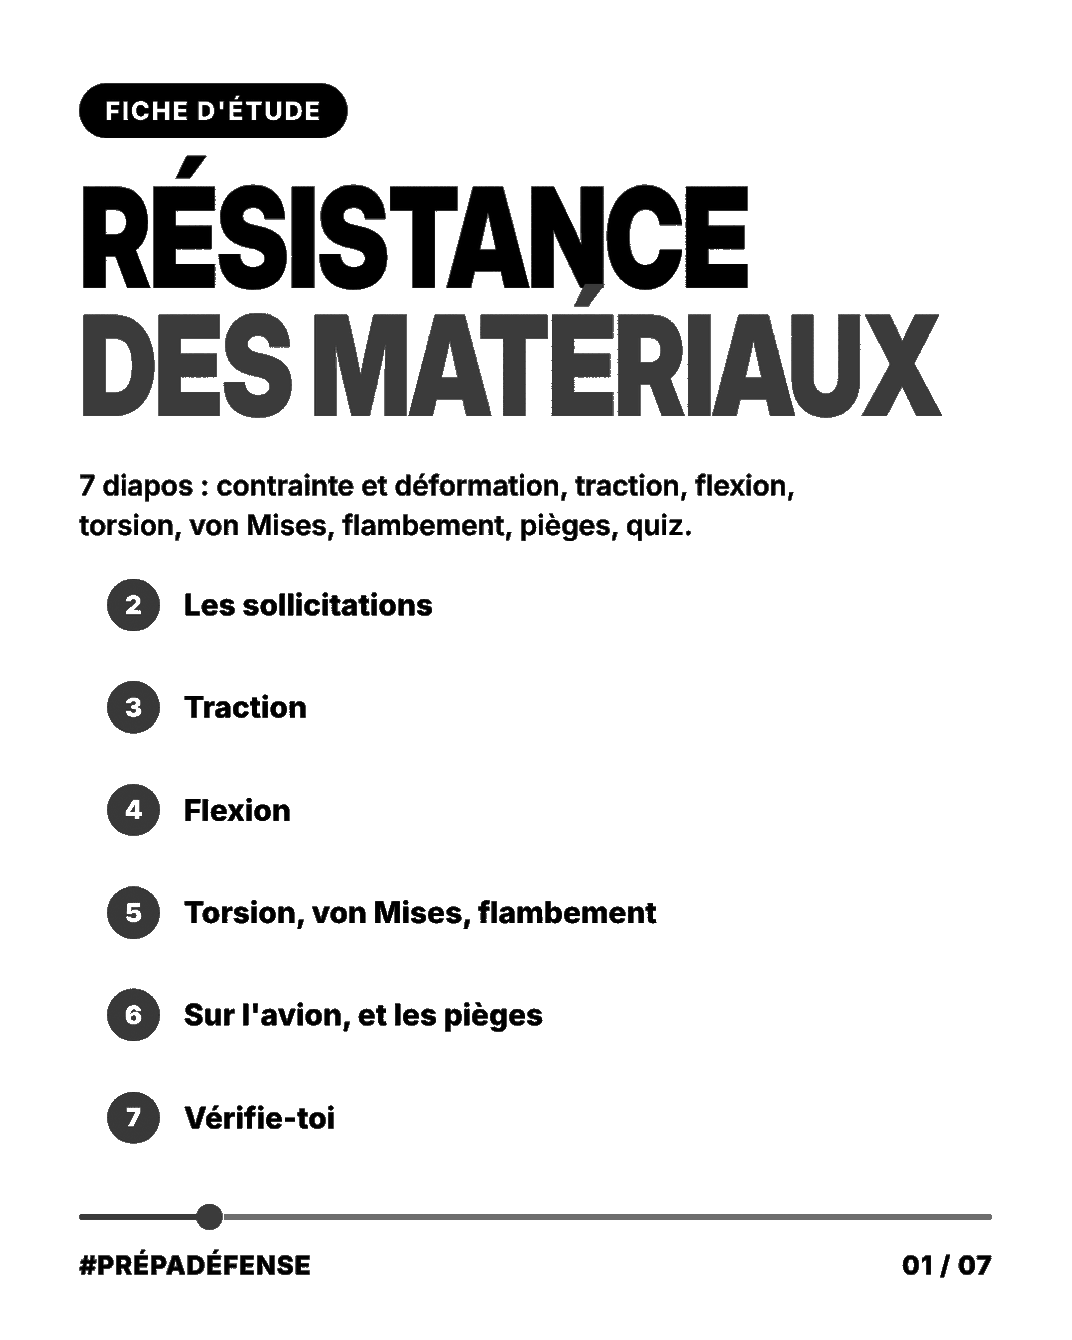 FICHE D'ÉTUDE
RÉSISTANCE
DES MATÉRIAUX
7 diapos : contrainte et déformation, traction, flexion,
torsion, von Mises, flambement, pièges, quiz.
2 Les sollicitations
3 Traction
4 Flexion
5 Torsion, von Mises, flambement
6 Sur l'avion, et les pièges
7 Vérifie-toi
#PRÉPADÉFENSE 01 / 07